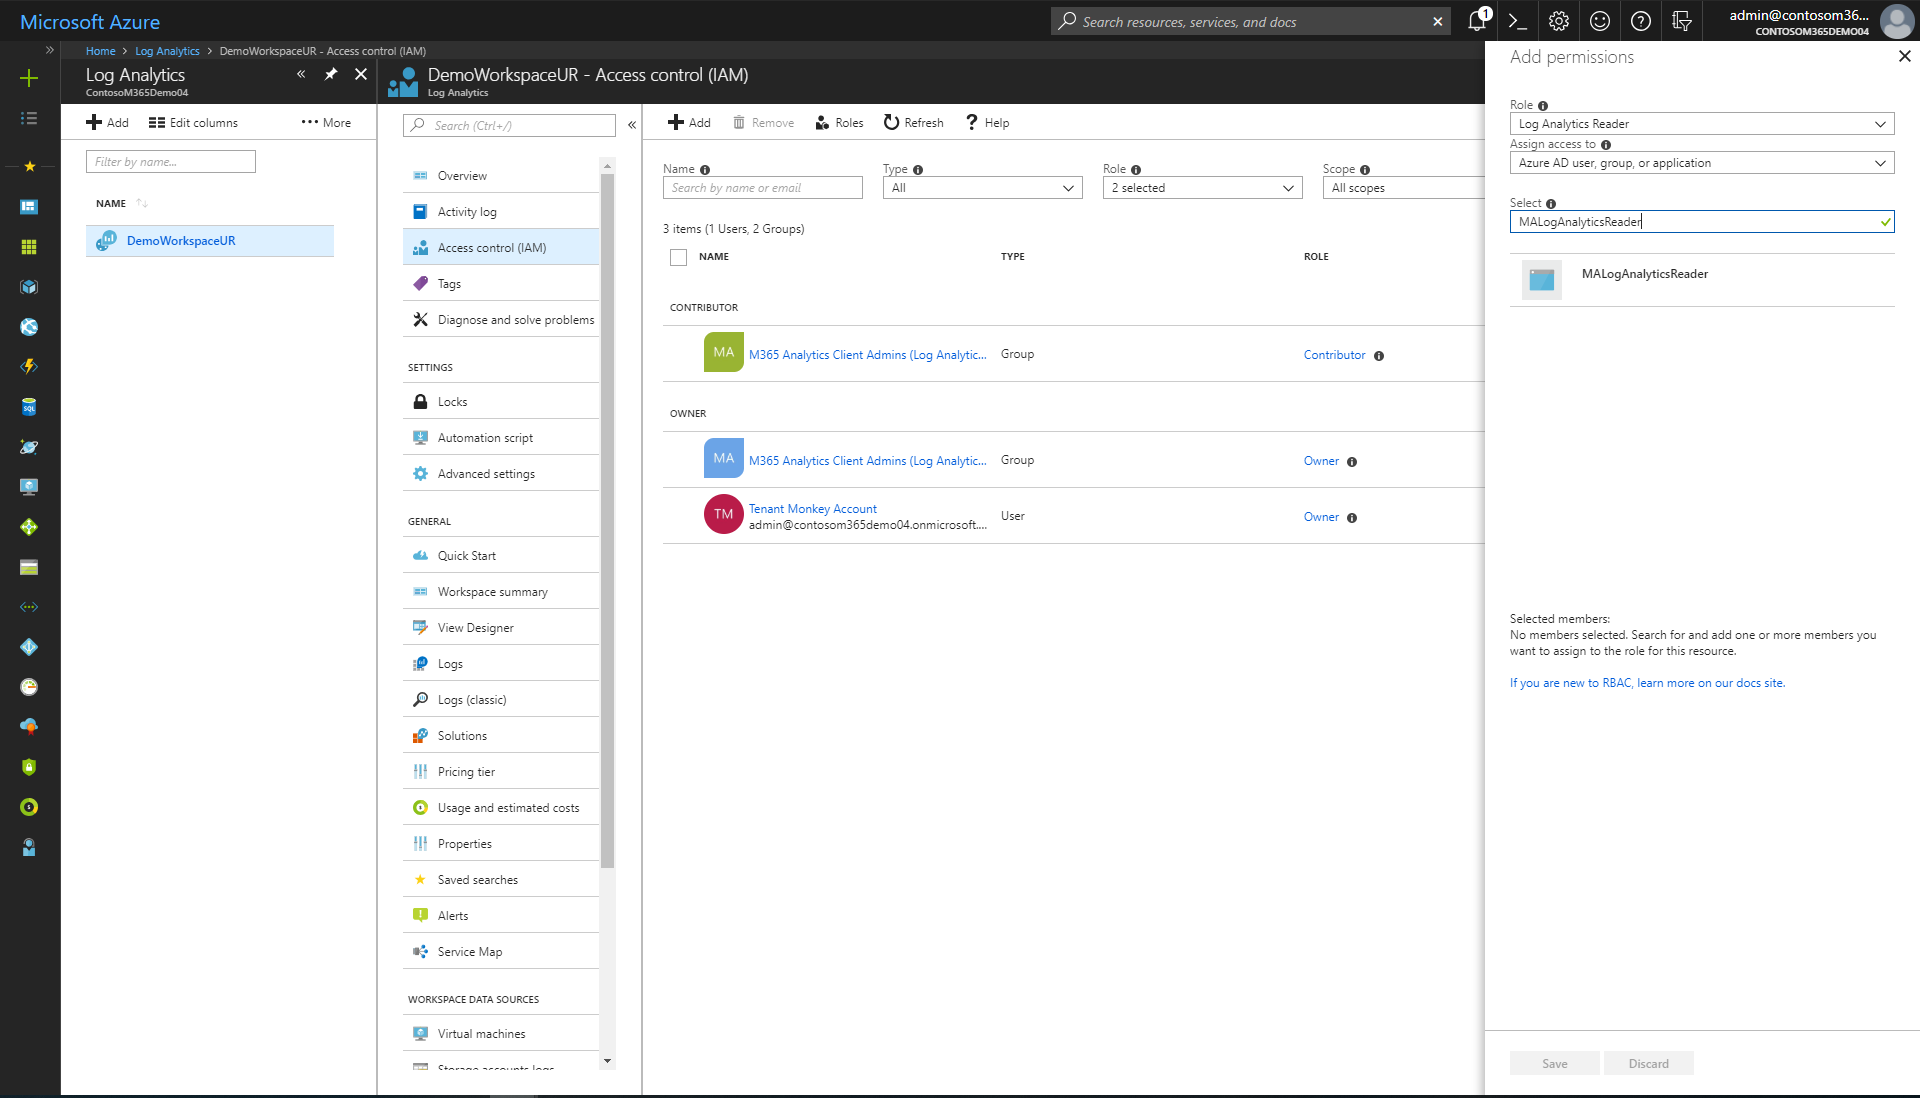 Microsoft Azure
Search resources, services, and docs
1
admin@contosom36...
CONTOSOM365DEMO04
Home > Log Analytics > DemoWorkspaceUR - Access control (IAM)
Log Analytics
ContosoM365Demo04
Add
Edit columns
More
Filter by name...
NAME
DemoWorkspaceUR
DemoWorkspaceUR - Access control (IAM)
Log Analytics
Search (Ctrl+/)
Overview
Activity log
Access control (IAM)
Tags
Diagnose and solve problems
SETTINGS
Locks
Automation script
Advanced settings
GENERAL
Quick Start
Workspace summary
View Designer
Logs
Logs (classic)
Solutions
Pricing tier
Usage and estimated costs
Properties
Saved searches
Alerts
Service Map
WORKSPACE DATA SOURCES
Virtual machines
Storage accounts logs
Add
Remove
Roles
Refresh
Help
Name
Type
Role
Scope
Search by name or email
All
2 selected
All scopes
3 items (1 Users, 2 Groups)
NAME TYPE ROLE
CONTRIBUTOR
MA M365 Analytics Client Admins (Log Analytic... Group Contributor
OWNER
MA M365 Analytics Client Admins (Log Analytic... Group Owner
TM Tenant Monkey Account User Owner
admin@contosom365demo04.onmicrosoft....
Add permissions
Role
Log Analytics Reader
Assign access to
Azure AD user, group, or application
Select
MALogAnalyticsReader
MALogAnalyticsReader
Selected members:
No members selected. Search for and add one or more members you
want to assign to the role for this resource.
If you are new to RBAC, learn more on our docs site.
Save
Discard